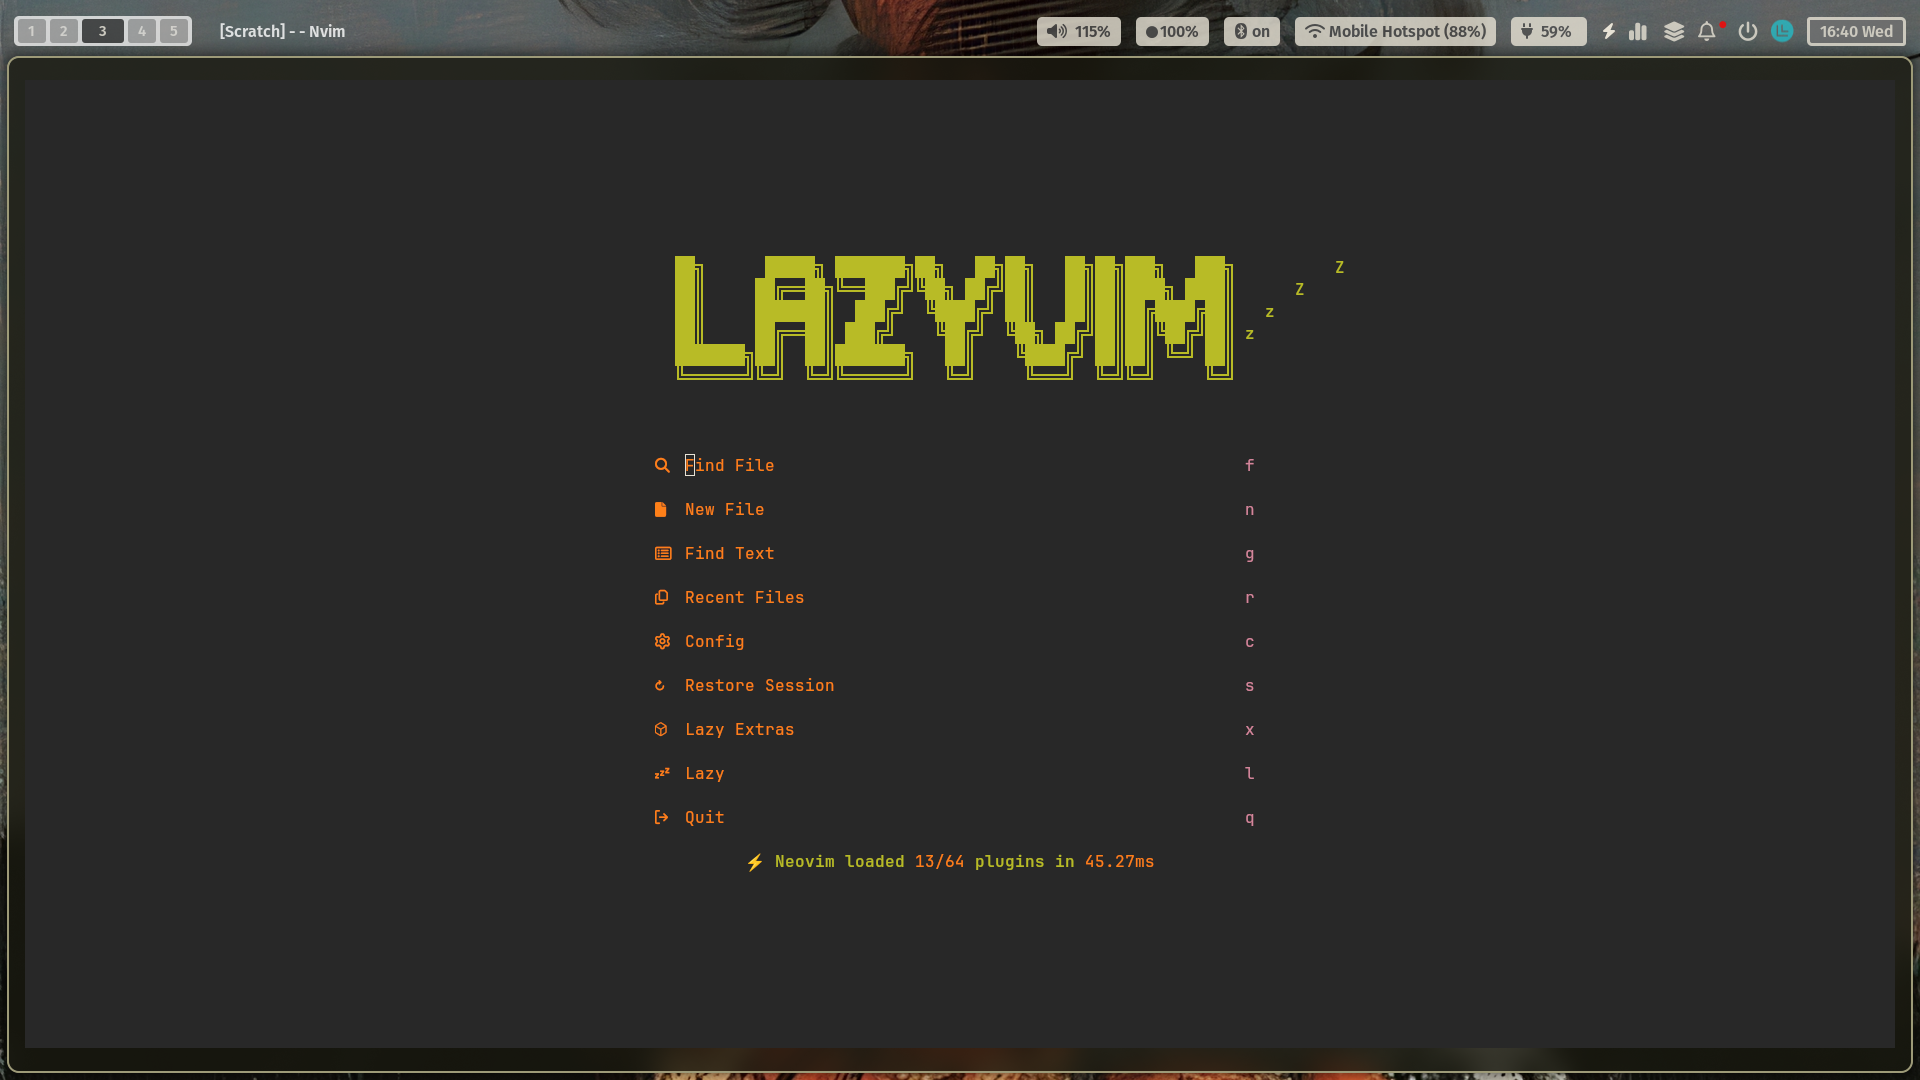 1 2 3 4 5 [Scratch] - - Nvim 115% 100% on Mobile Hotspot (88%) 59% 16:40 Wed
LAZYVIM Z
Z
z
z
Find File f
New File n
Find Text g
Recent Files r
Config c
Restore Session s
Lazy Extras x
Lazy l
Quit q
⚡ Neovim loaded 13/64 plugins in 45.27ms